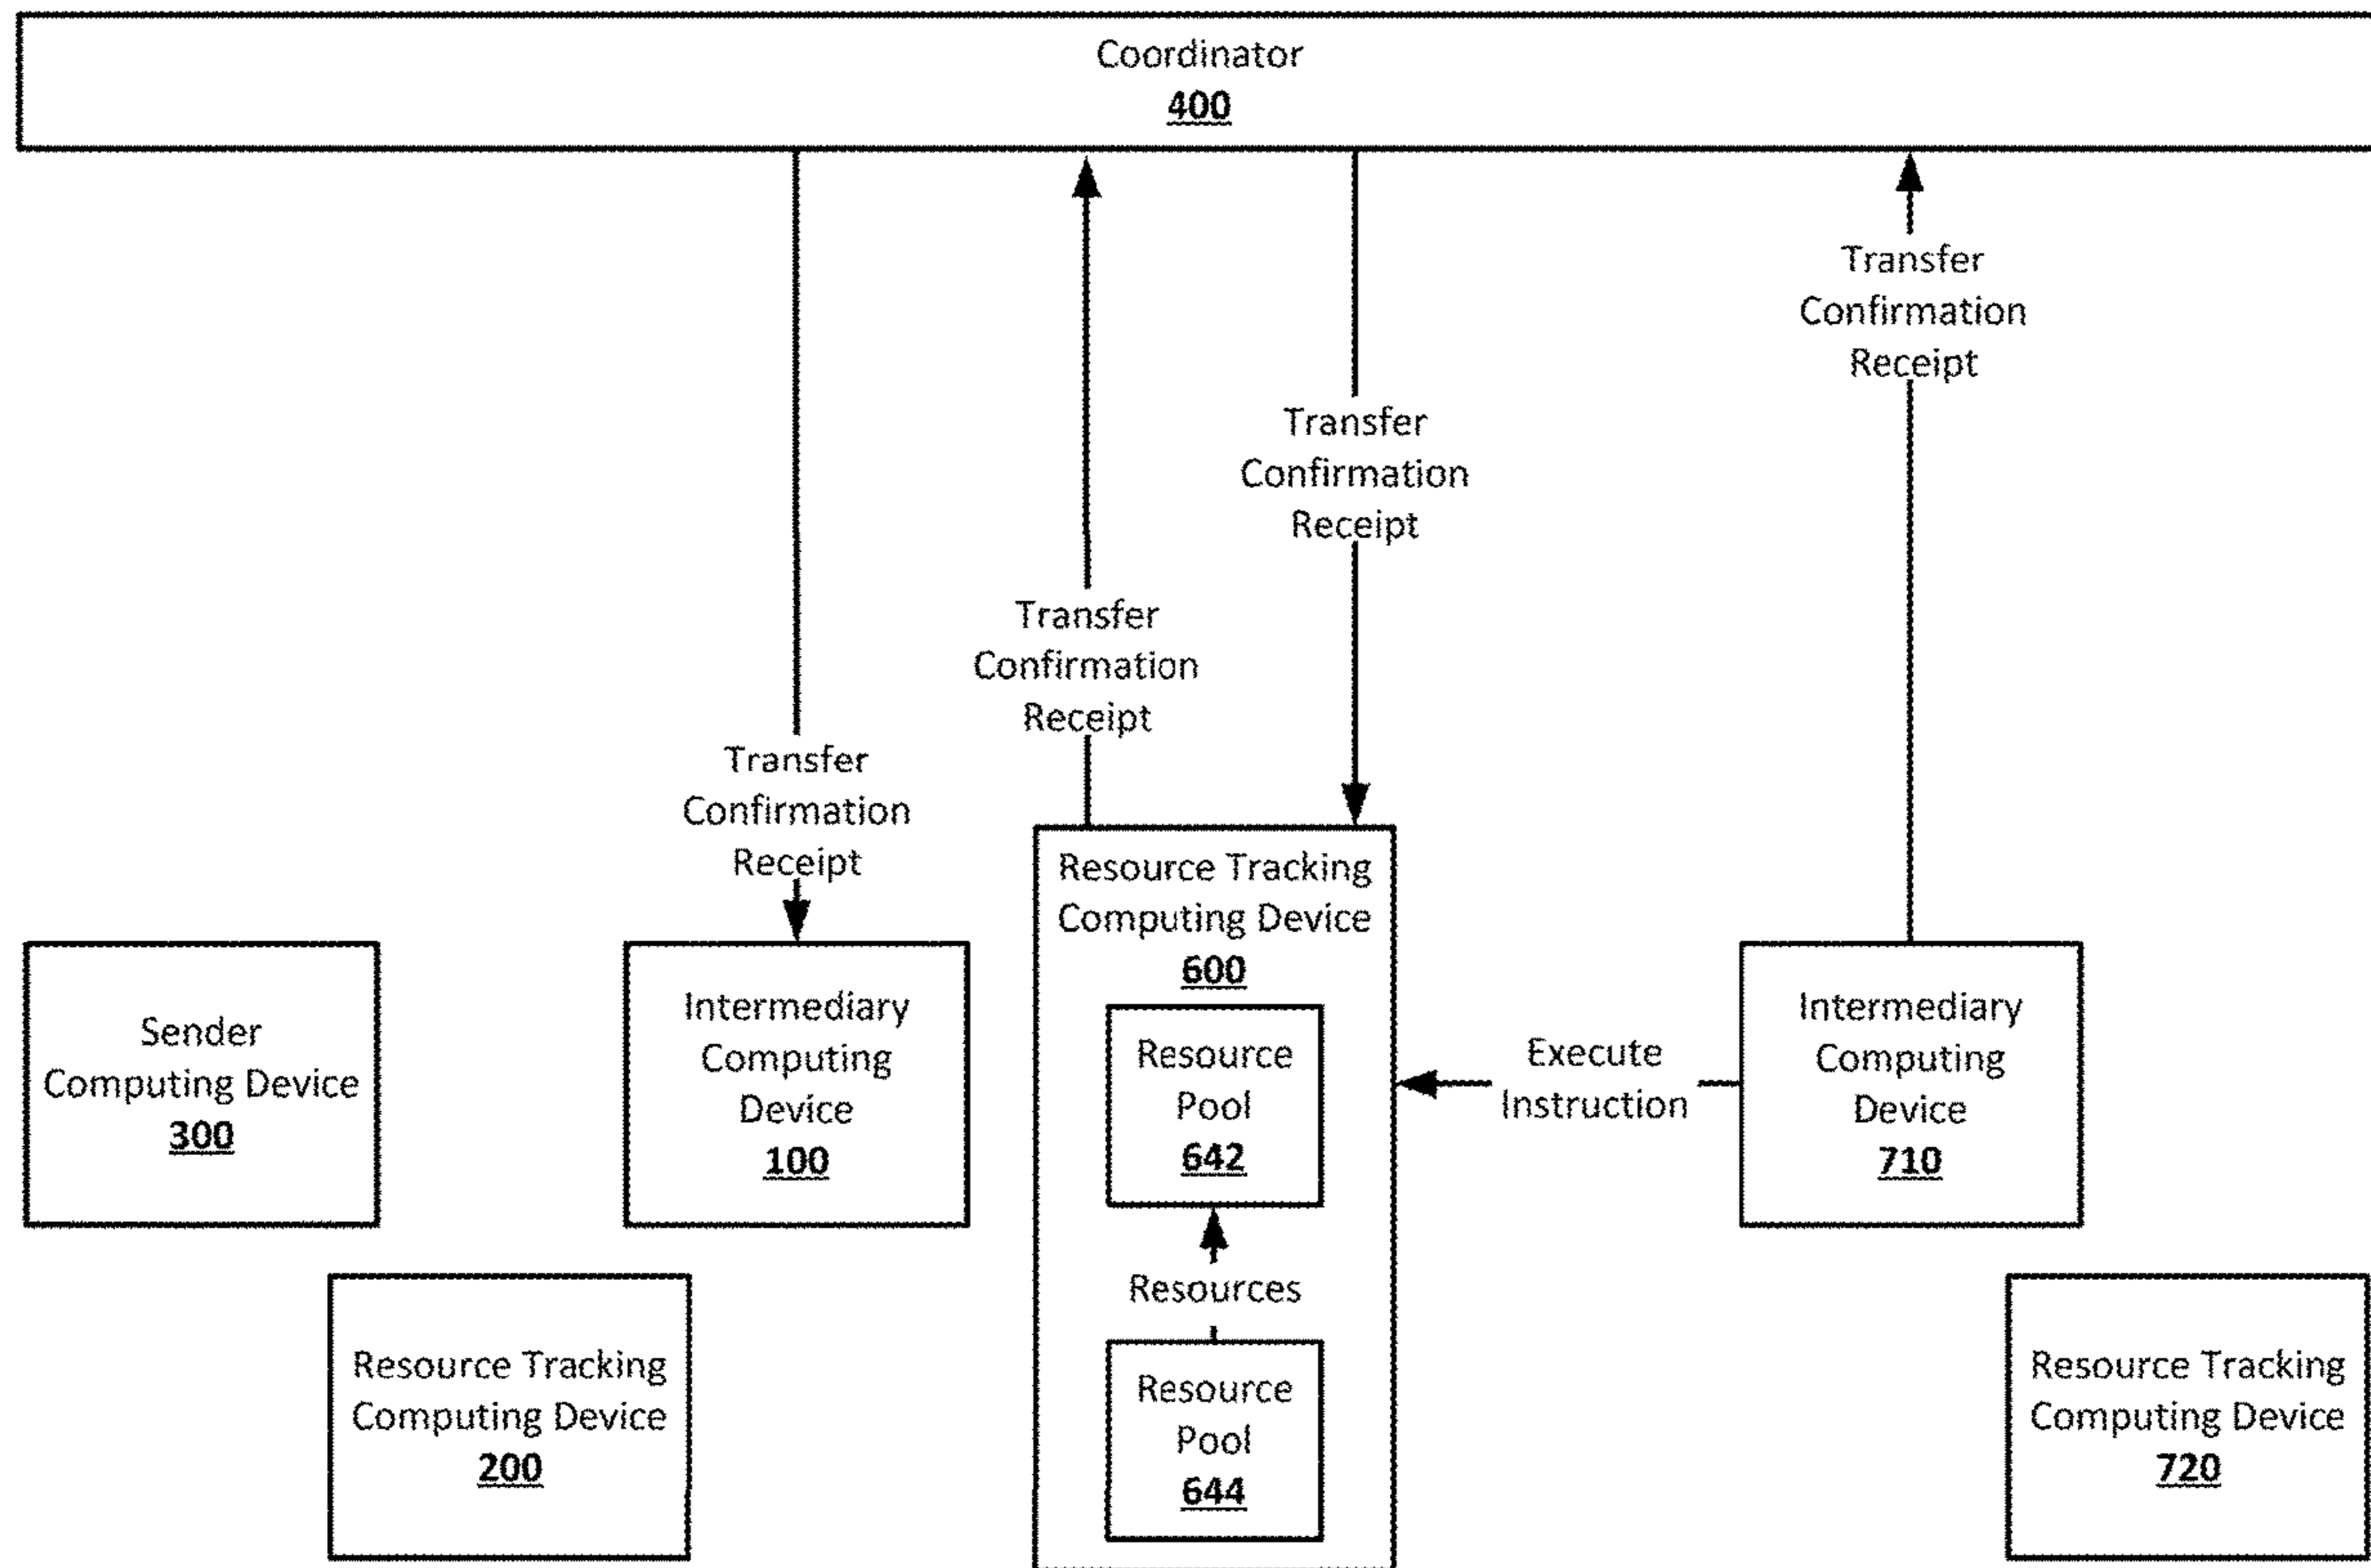 Coordinator
400
Transfer
Confirmation
Receipt
Transfer
Confirmation
Receipt
Transfer
Confirmation
Receipt
Transfer
Confirmation
Receipt
Sender
Computing Device
300
Intermediary
Computing
Device
100
Resource Tracking
Computing Device
600
Resource
Pool
642
Resources
Resource
Pool
644
Execute
Instruction
Intermediary
Computing
Device
710
Resource Tracking
Computing Device
200
Resource Tracking
Computing Device
720